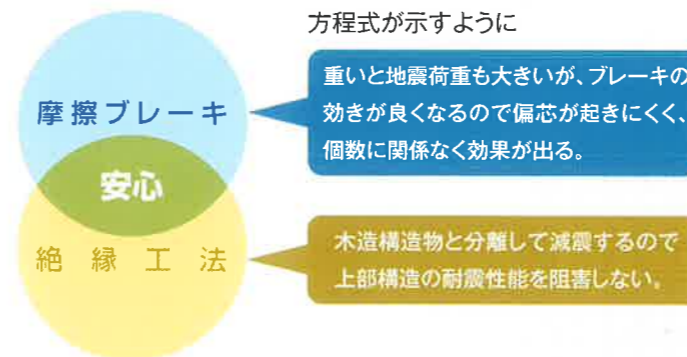 方程式が示すように
重いと地震荷重も大きいが、ブレーキの
効きが良くなるので偏芯が起きにくく、
個数に関係なく効果が出る。
摩擦ブレーキ
安心
絶縁工法
木造構造物と分離して減震するので
上部構造の耐震性能を阻害しない。